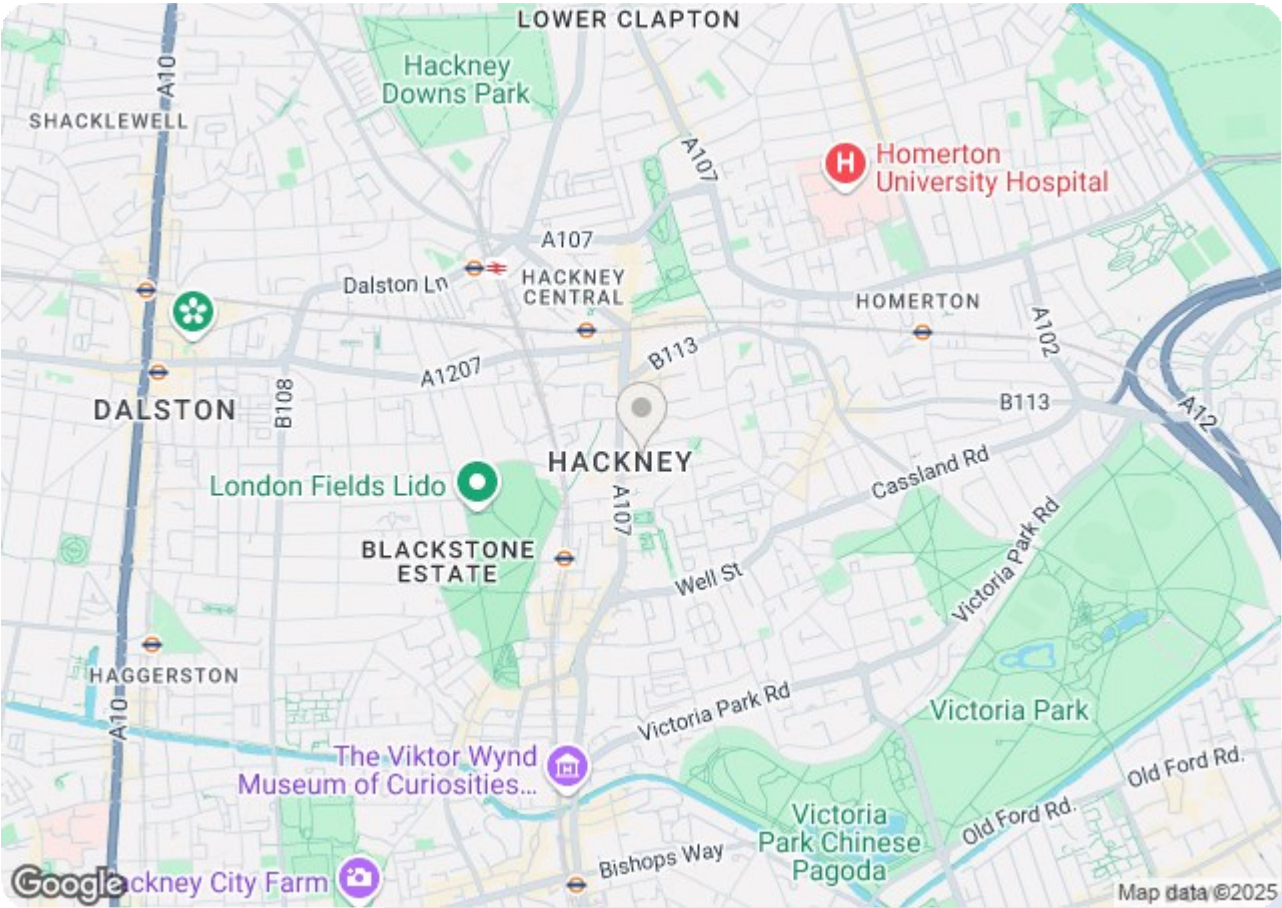 LOWER CLAPTON
Hackney
Downs Park
A10
SHACKLEWELL
A107
H
Homerton
University Hospital
A107
Dalston Ln
HACKNEY
CENTRAL
HOMERTON
A102
B113
A1207
B108
DALSTON
B113
A12
HACKNEY
Cassland Rd
London Fields Lido
A107
BLACKSTONE
ESTATE
Well St
Victoria Park Rd
HAGGERSTON
A10
Victoria Park Rd
Victoria Park
The Viktor Wynd
Museum of Curiosities...
Old Ford Rd.
Old Ford Rd.
Victoria
Park Chinese
Pagoda
Bishops Way
Google
ackney City Farm
Map data ©2025